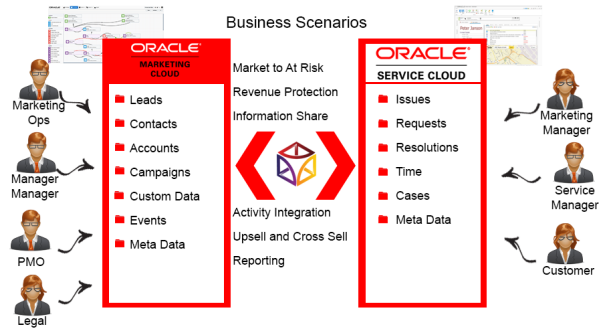 Business Scenarios
ORACLE
MARKETING
CLOUD
Leads
Contacts
Accounts
Campaigns
Custom Data
Events
Meta Data
Marketing
Ops
Manager
Manager
PMO
Legal
Market to At Risk
Revenue Protection
Information Share
Activity Integration
Upsell and Cross Sell
Reporting
Peter Jensen
ORACLE
SERVICE CLOUD
Issues
Requests
Resolutions
Time
Cases
Meta Data
Marketing
Manager
Service
Manager
Customer